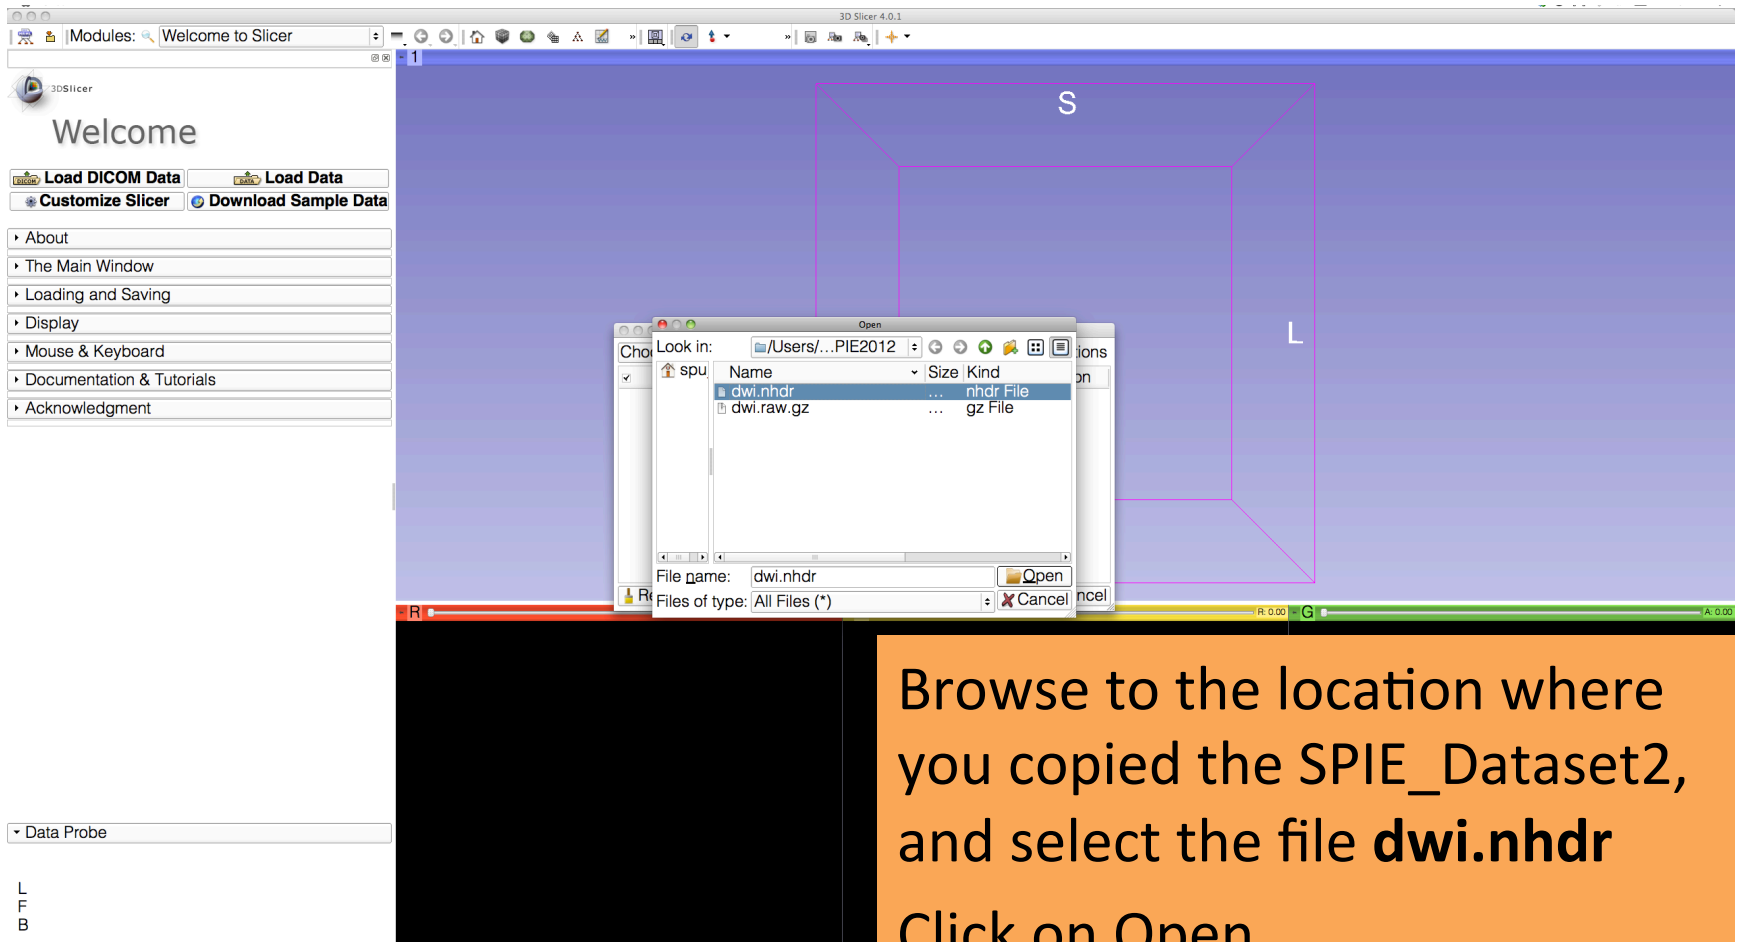 3D Slicer 4.0.1
Modules: Welcome to Slicer
1
3DSlicer
Welcome
Load DICOM Data Load Data
Customize Slicer Download Sample Data
About
The Main Window
Loading and Saving
Display
Mouse & Keyboard
Documentation & Tutorials
Acknowledgment
S
L
Open
Look in: /Users/...PIE2012
Name Size Kind
dwi.nhdr ... nhdr File
dwi.raw.gz ... gz File
File name: dwi.nhdr Open
Files of type: All Files (*) Cancel
R R: 0.00 G A: 0.00
Browse to the location where
you copied the SPIE_Dataset2,
and select the file dwi.nhdr
Click on Open
Data Probe
L
F
B